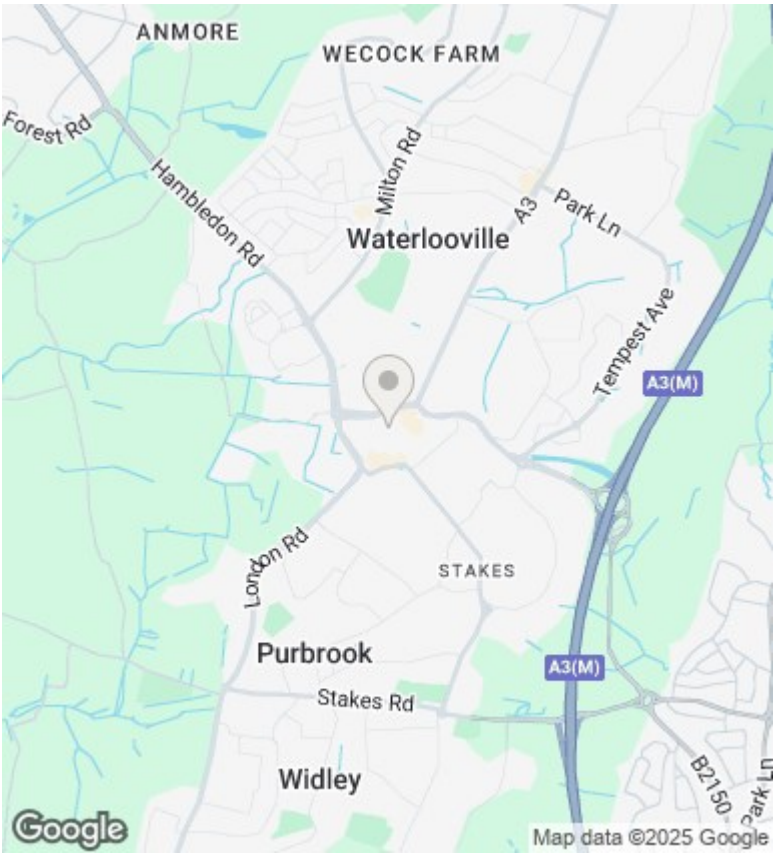 ANMORE
WECOCK FARM
Forest Rd
Hambledon Rd
Milton Rd
A3
Park Ln
Waterlooville
Tempest Ave
A3(M)
London Rd
STAKES
Purbrook
A3(M)
Stakes Rd
Widley
B2150
Park Ln
Google
Map data ©2025 Google